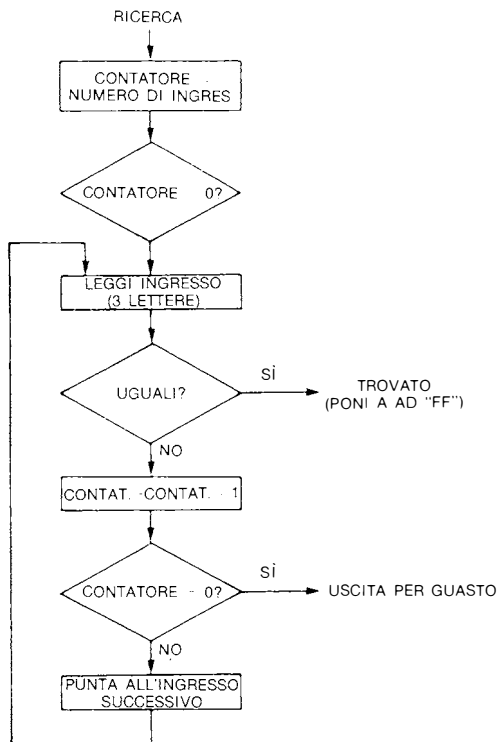 RICERCA
CONTATORE -
NUMERO DI INGRES
CONTATORE 0?
LEGGI INGRESSO
(3 LETTERE)
UGUALI?
SÌ
TROVATO
(PONI A AD "FF")
NO
CONTAT. -CONTAT. - 1
CONTATORE - 0?
SÌ
USCITA PER GUASTO
NO
PUNTA ALL'INGRESSO
SUCCESSIVO